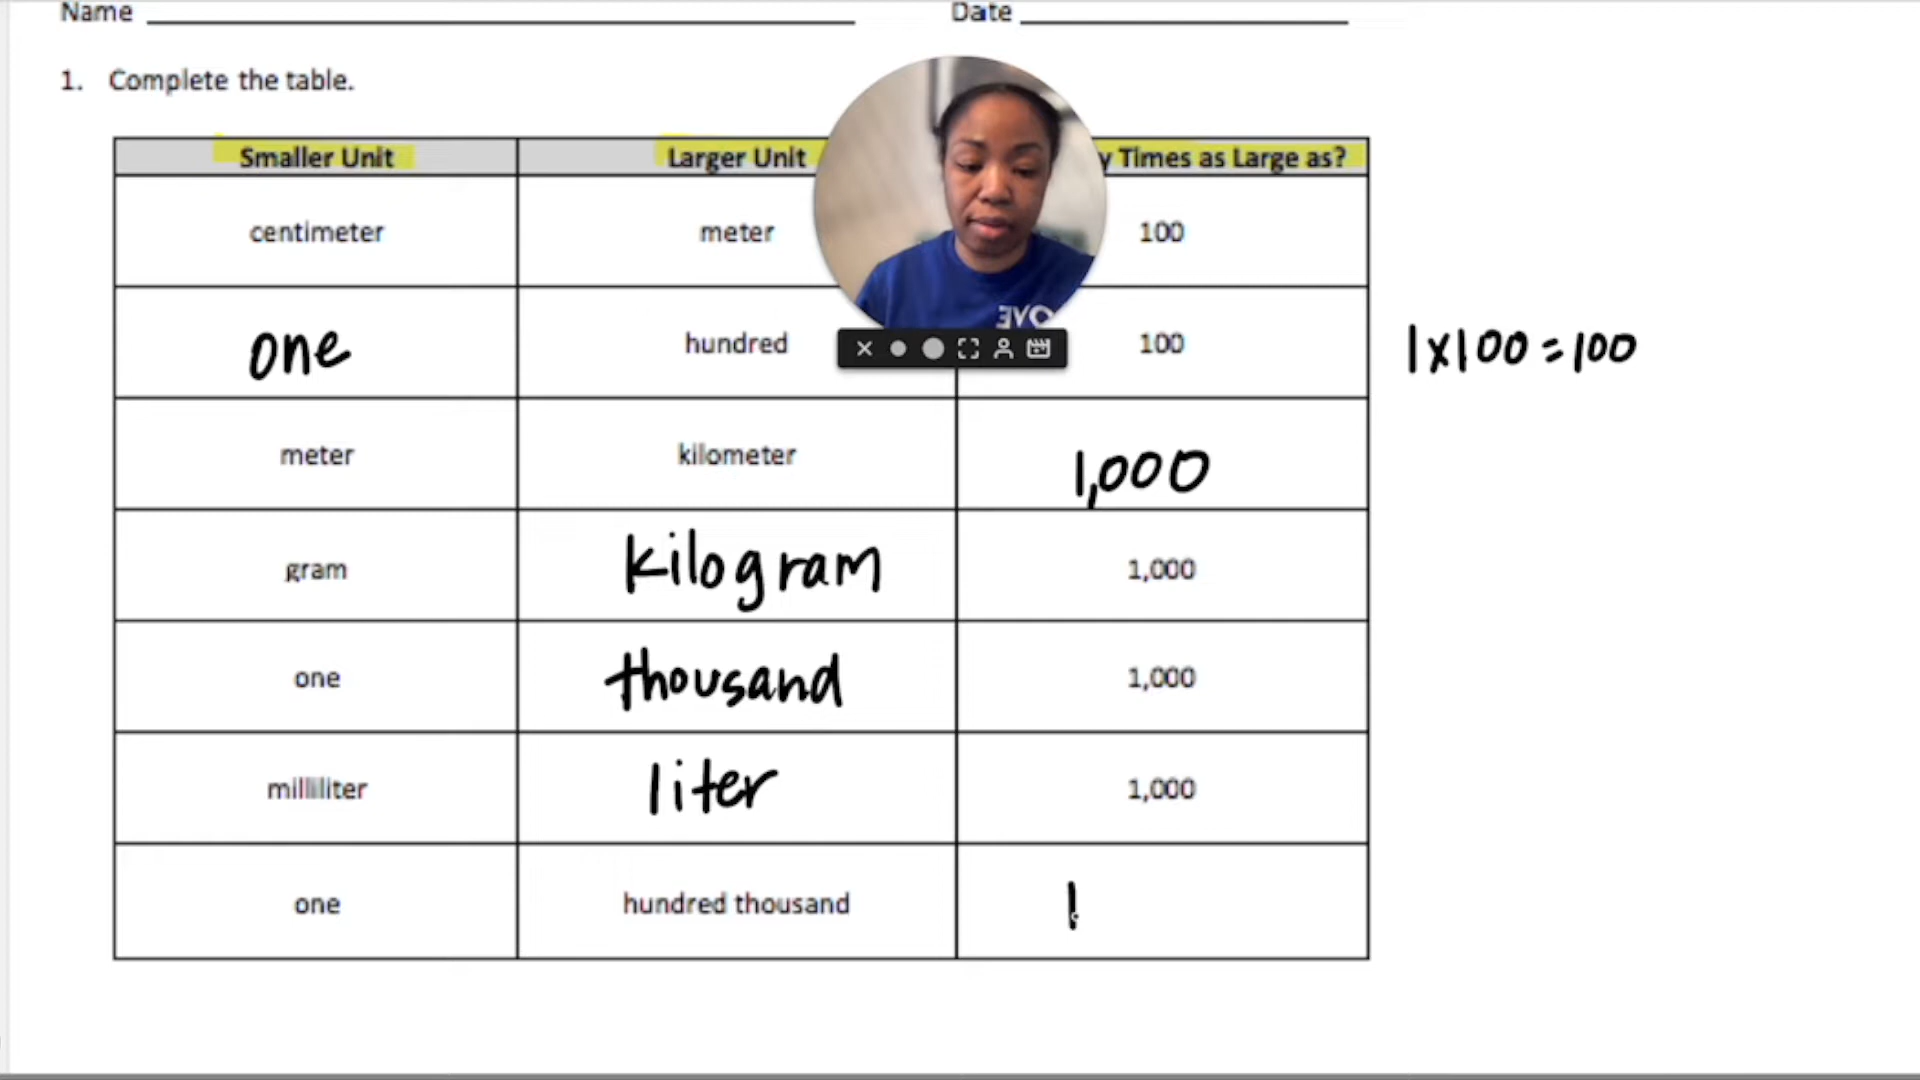 Name Date
1. Complete the table.
Smaller Unit Larger Unit y Times as Large as?
centimeter meter 100
one hundred 100 1x100=100
meter kilometer 1,000
gram kilogram 1,000
one thousand 1,000
milliliter liter 1,000
one hundred thousand 1